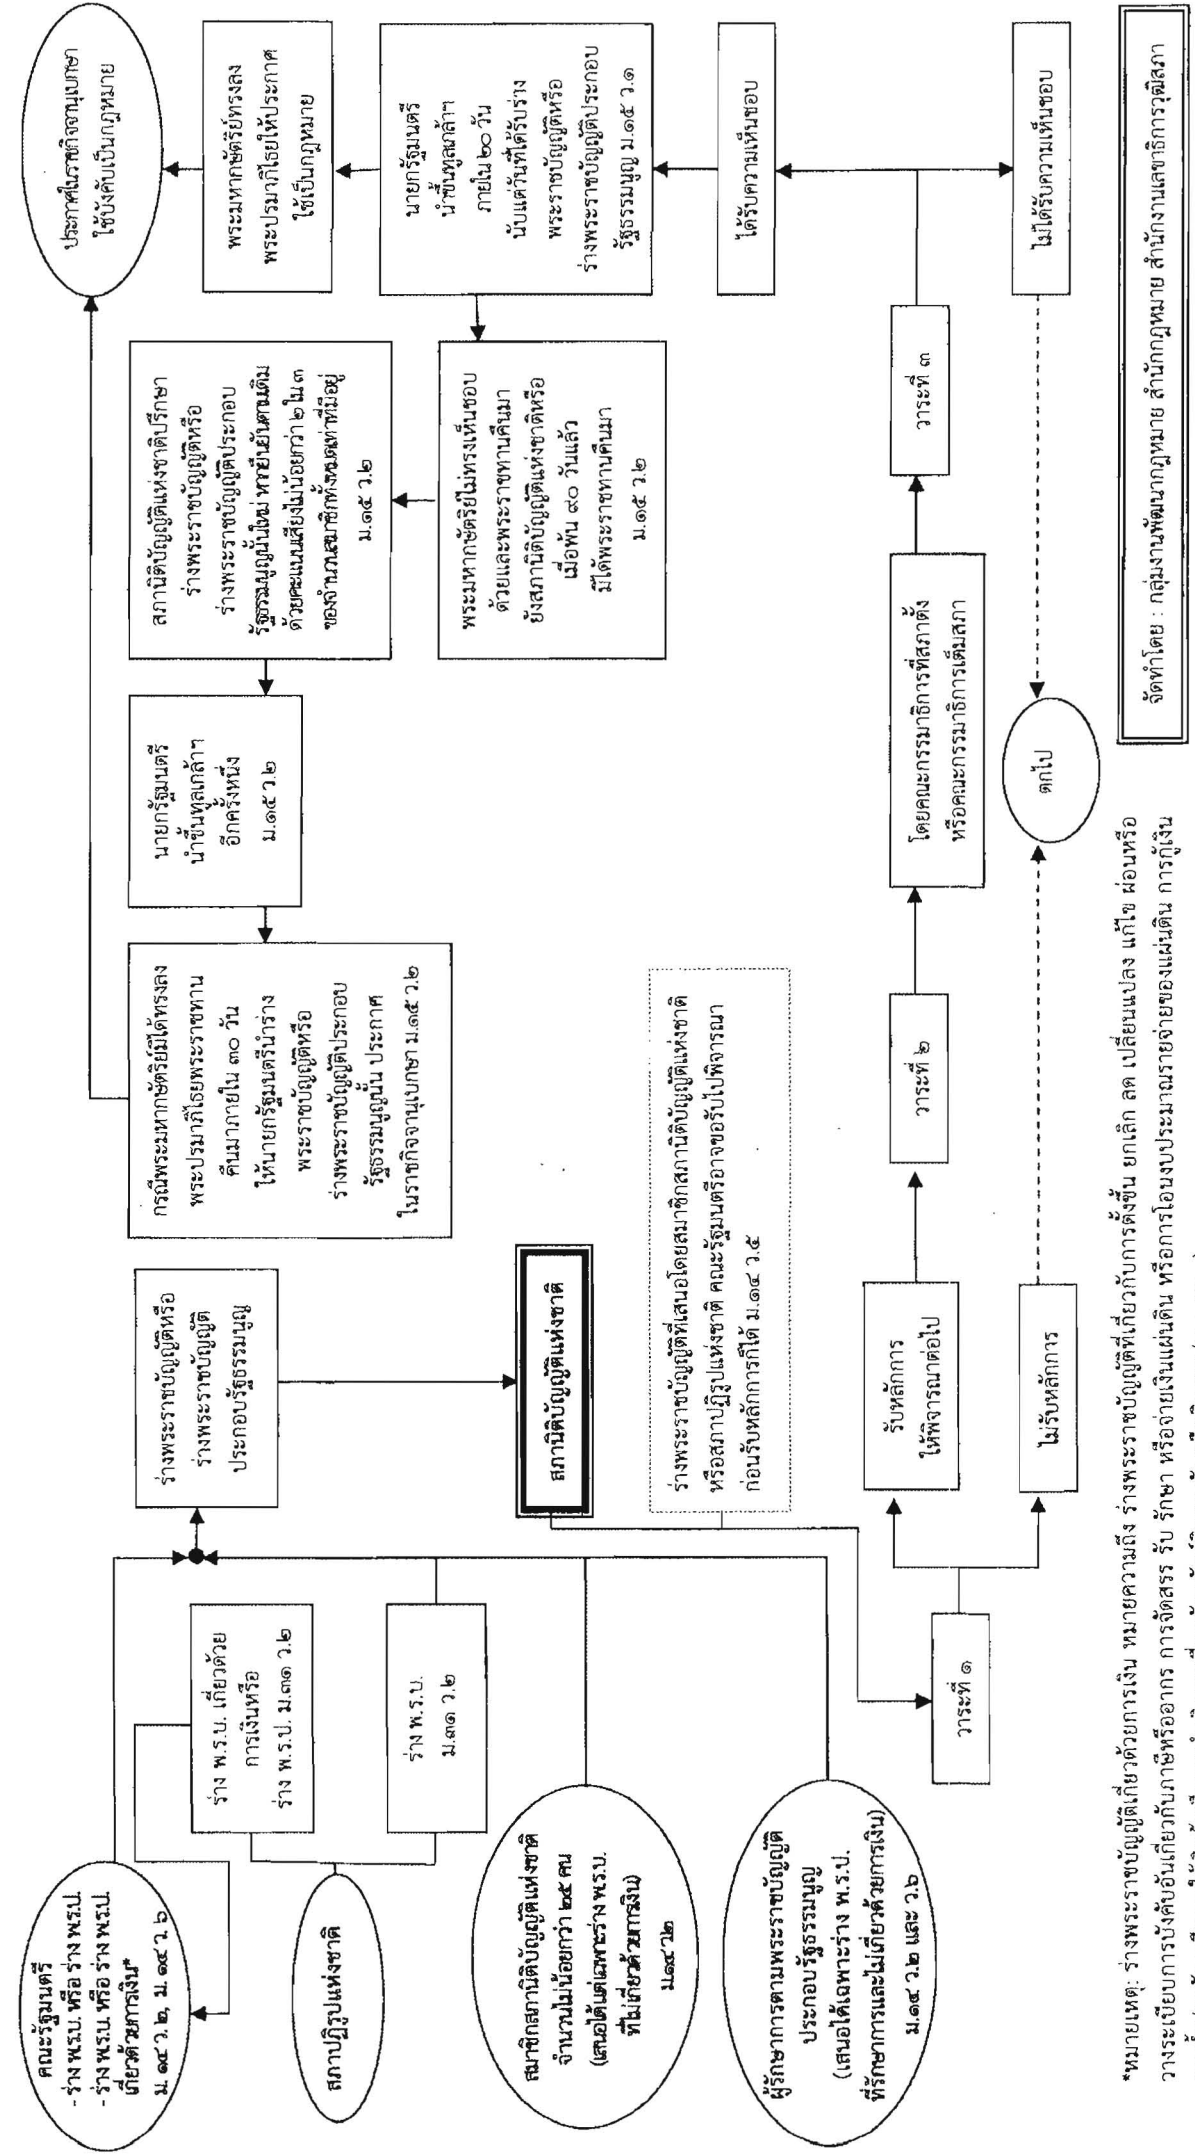 คณะรัฐมนตรี
- ร่าง พ.ร.บ. หรือ ร่าง พ.ร.ป.
- ร่าง พ.ร.บ. หรือ ร่าง พ.ร.ป.
เกี่ยวด้วยการเงิน*
ม. ๑๔ ว. ๒, ม. ๑๔ ว. ๖
สภาปฏิรูปแห่งชาติ
ร่าง พ.ร.บ. เกี่ยวด้วย
การเงินหรือ
ร่าง พ.ร.ป. ม.๓๑ ว.๒
ร่าง พ.ร.บ.
ม.๓๑ ว.๒
สมาชิกสภานิติบัญญัติแห่งชาติ
จำนวนไม่น้อยกว่า ๒๕ คน
(เสนอได้แต่เฉพาะร่าง พ.ร.บ.
ที่ไม่เกี่ยวด้วยการเงิน)
ม.๑๔ ว.๒
ผู้รักษาการตามพระราชบัญญัติ
ประกอบรัฐธรรมนูญ
(เสนอได้เฉพาะร่าง พ.ร.ป.
ที่รักษาการและไม่เกี่ยวด้วยการเงิน)
ม.๑๔ ว.๒ และ ว.๖
ร่างพระราชบัญญัติหรือ
ร่างพระราชบัญญัติ
ประกอบรัฐธรรมนูญ
สภานิติบัญญัติแห่งชาติ
ร่างพระราชบัญญัติที่เสนอโดยสมาชิกสภานิติบัญญัติแห่งชาติ
หรือสภาปฏิรูปแห่งชาติ คณะรัฐมนตรีอาจขอรับไปพิจารณา
ก่อนรับหลักการก็ได้ ม.๑๔ ว.๕
วาระที่ ๑
รับหลักการ
ให้พิจารณาต่อไป
ไม่รับหลักการ
วาระที่ ๒
โดยคณะกรรมาธิการที่สภาตั้ง
หรือคณะกรรมาธิการเต็มสภา
ตกไป
วาระที่ ๓
ได้รับความเห็นชอบ
ไม่ได้รับความเห็นชอบ
นายกรัฐมนตรี
นำขึ้นทูลเกล้าฯ
ภายใน ๒๐ วัน
นับแต่วันที่ได้รับร่าง
พระราชบัญญัติหรือ
ร่างพระราชบัญญัติประกอบ
รัฐธรรมนูญ ม.๑๕ ว.๑
พระมหากษัตริย์ทรงลง
พระปรมาภิไธยให้ประกาศ
ใช้เป็นกฎหมาย
ประกาศในราชกิจจานุเบกษา
ใช้บังคับเป็นกฎหมาย
พระมหากษัตริย์ไม่ทรงเห็นชอบ
ด้วยและพระราชทานคืนมา
ยังสภานิติบัญญัติแห่งชาติหรือ
เมื่อพ้น ๙๐ วันแล้ว
มิได้พระราชทานคืนมา
ม.๑๕ ว.๒
สภานิติบัญญัติแห่งชาติปรึกษา
ร่างพระราชบัญญัติหรือ
ร่างพระราชบัญญัติประกอบ
รัฐธรรมนูญนั้นใหม่ หากยืนยันตามเดิม
ด้วยคะแนนเสียงไม่น้อยกว่า ๒ ใน ๓
ของจำนวนสมาชิกทั้งหมดเท่าที่มีอยู่
ม.๑๕ ว.๒
นายกรัฐมนตรี
นำขึ้นทูลเกล้าฯ
อีกครั้งหนึ่ง
ม.๑๕ ว.๒
กรณีพระมหากษัตริย์มิได้ทรงลง
พระปรมาภิไธยพระราชทาน
คืนมาภายใน ๓๐ วัน
ให้นายกรัฐมนตรีนำร่าง
พระราชบัญญัติหรือ
ร่างพระราชบัญญัติประกอบ
รัฐธรรมนูญนั้น ประกาศ
ในราชกิจจานุเบกษา ม.๑๕ ว.๒
*หมายเหตุ: ร่างพระราชบัญญัติเกี่ยวด้วยการเงิน หมายความถึง ร่างพระราชบัญญัติที่เกี่ยวกับการตั้งขึ้น ยกเลิก ลด เปลี่ยนแปลง แก้ไข ผ่อนหรือ
วางระเบียบการบังคับอันเกี่ยวกับภาษีหรืออากร การจัดสรร รับ รักษา หรือจ่ายเงินแผ่นดิน หรือการโอนงบประมาณรายจ่ายของแผ่นดิน การกู้เงิน
จัดทำโดย : กลุ่มงานพัฒนากฎหมาย สำนักกฎหมาย สำนักงานเลขาธิการวุฒิสภา